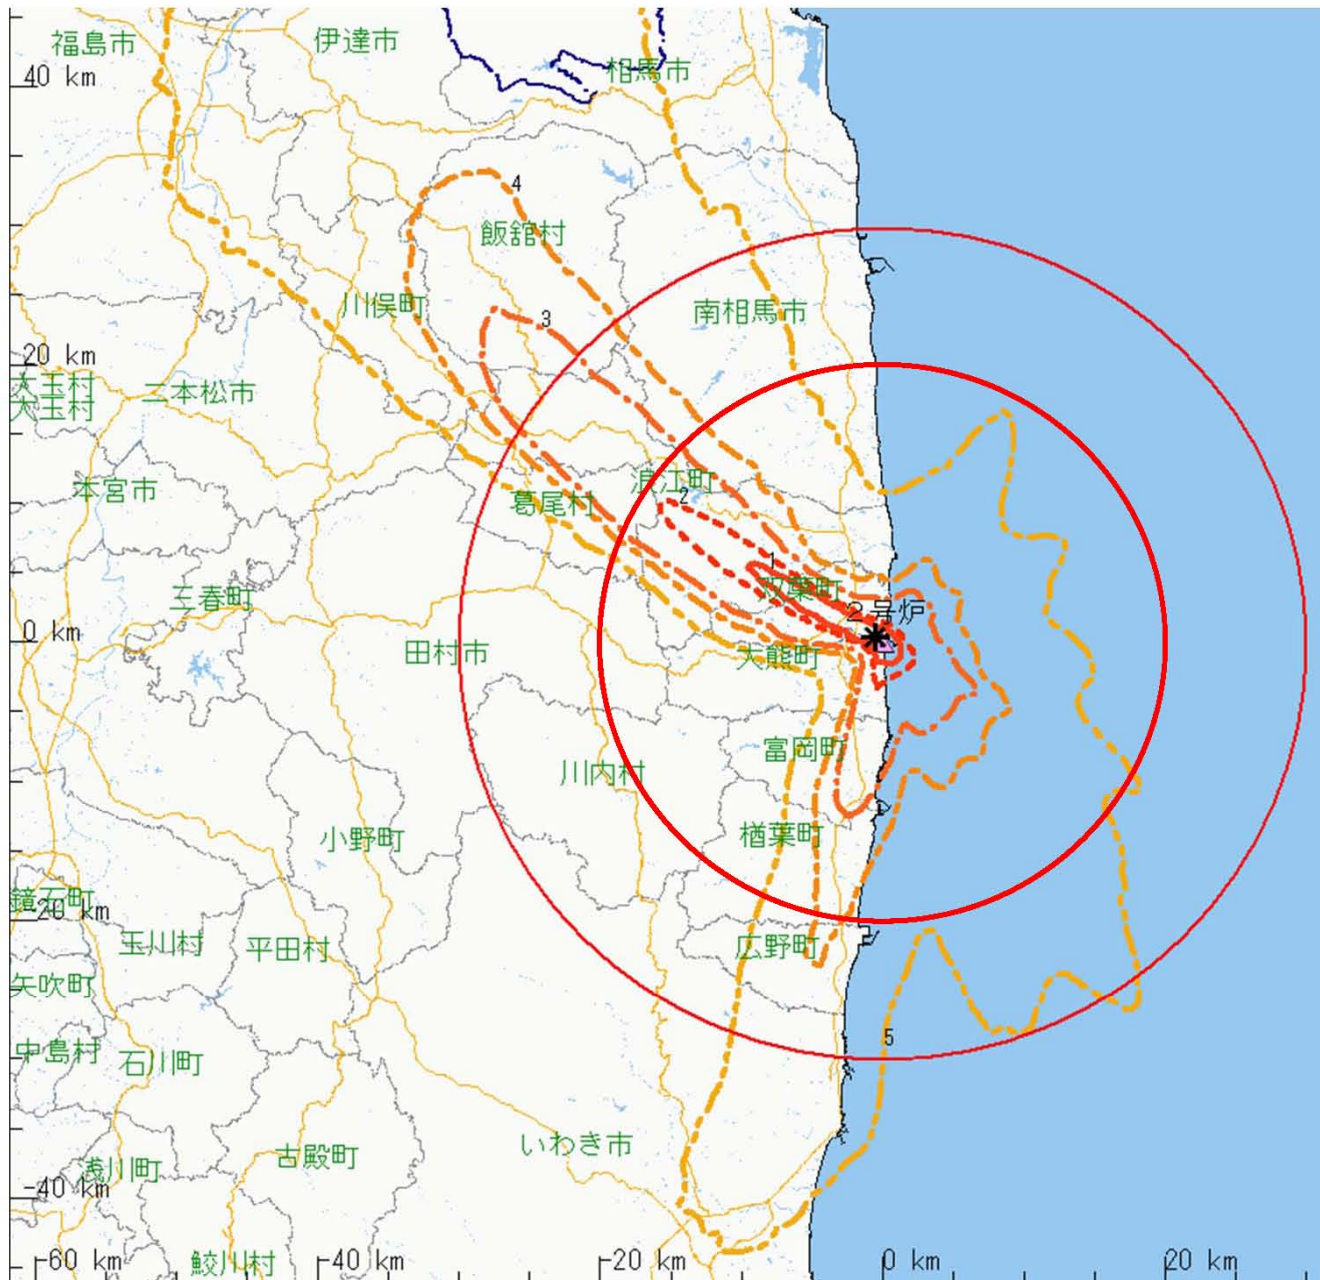 福島市
伊達市
相馬市
40 km
4
飯舘村
川俣町
3
南相馬市
20 km
大玉村
二本松市
大玉村
浪江町
本宮市
2
葛尾村
1
双葉町
三春町
2号炉
0 km
田村市
大熊町
富岡町
川内村
小野町
楢葉町
鏡石町
-20 km
玉川村
平田村
広野町
矢吹町
5
中島村
石川町
いわき市
古殿町
浅川町
-40 km
鮫川村
-60 km
-40 km
-20 km
0 km
20 km